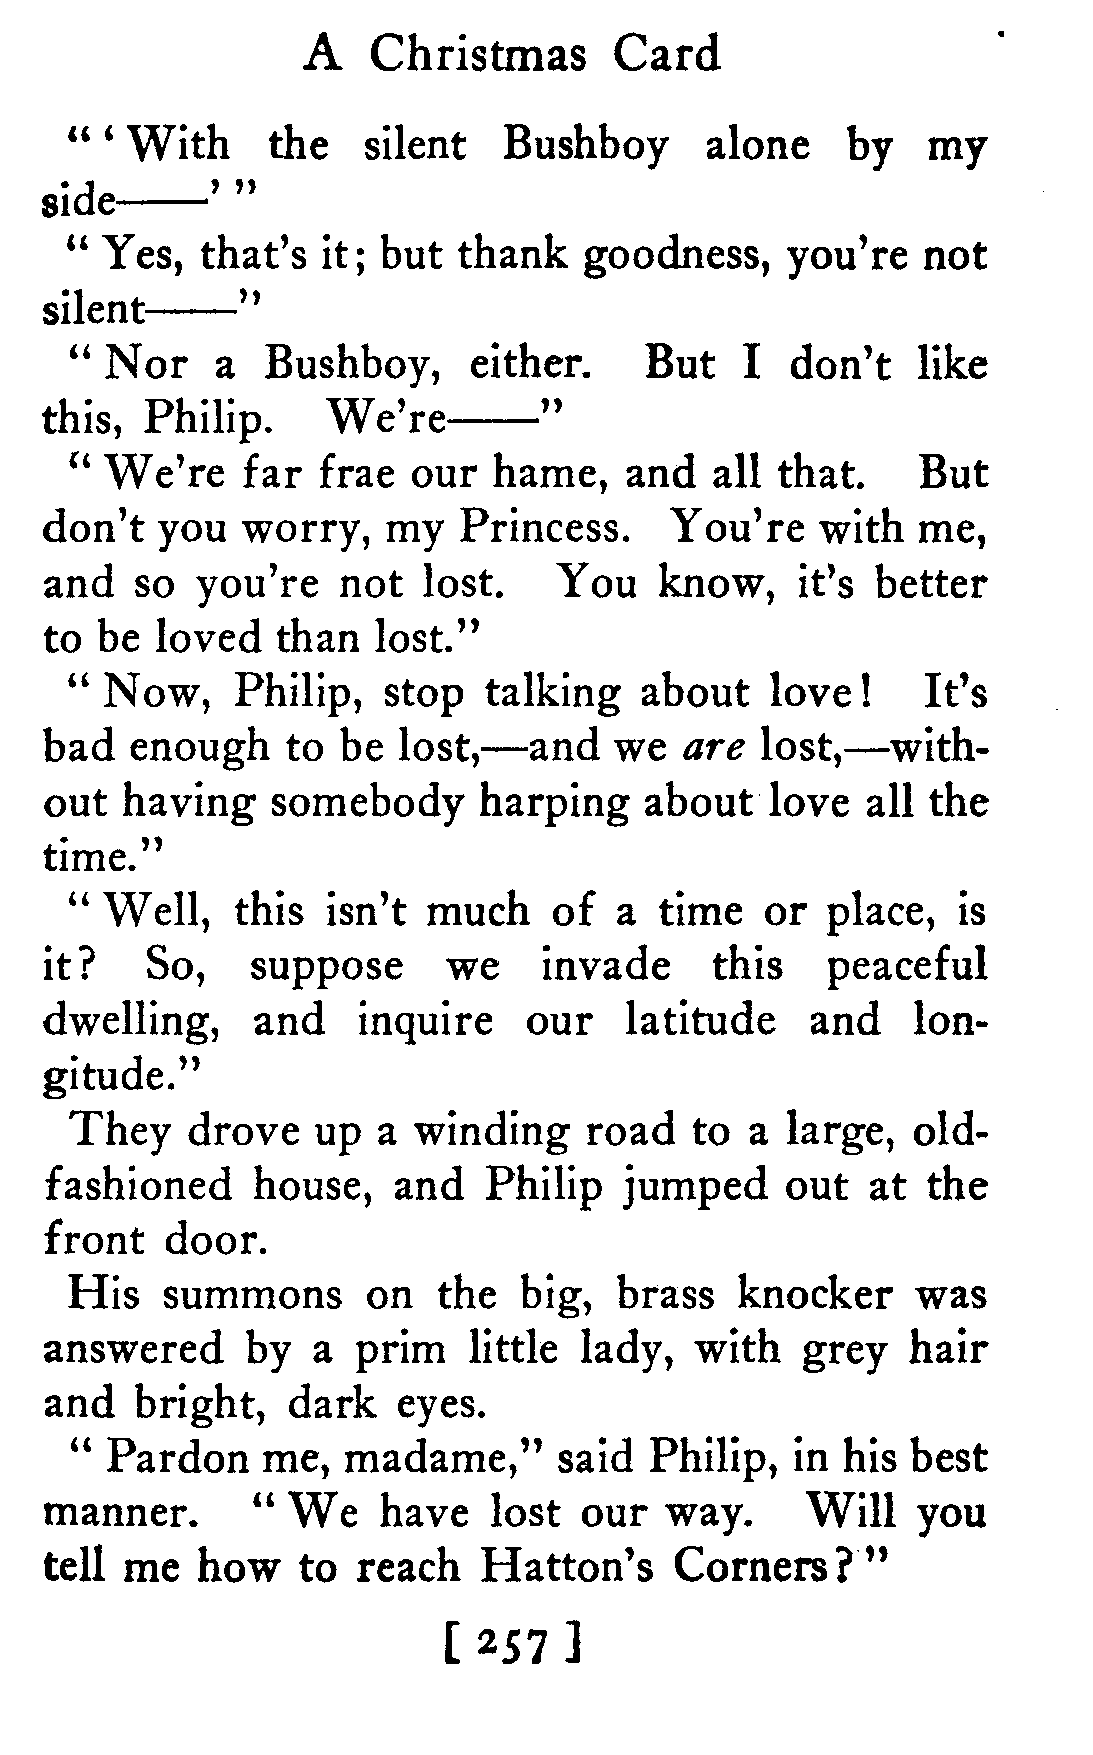 A Christmas Card
“ ‘ With the silent Bushboy alone by my
side——’ ”
“ Yes, that’s it; but thank goodness, you’re not
silent——”
“ Nor a Bushboy, either. But I don’t like
this, Philip. We’re——”
“ We’re far frae our hame, and all that. But
don’t you worry, my Princess. You’re with me,
and so you’re not lost. You know, it’s better
to be loved than lost.”
“ Now, Philip, stop talking about love! It’s
bad enough to be lost,—and we are lost,—with-
out having somebody harping about love all the
time.”
“ Well, this isn’t much of a time or place, is
it? So, suppose we invade this peaceful
dwelling, and inquire our latitude and lon-
gitude.”
They drove up a winding road to a large, old-
fashioned house, and Philip jumped out at the
front door.
His summons on the big, brass knocker was
answered by a prim little lady, with grey hair
and bright, dark eyes.
“ Pardon me, madame,” said Philip, in his best
manner. “ We have lost our way. Will you
tell me how to reach Hatton’s Corners? ”
[ 257 ]